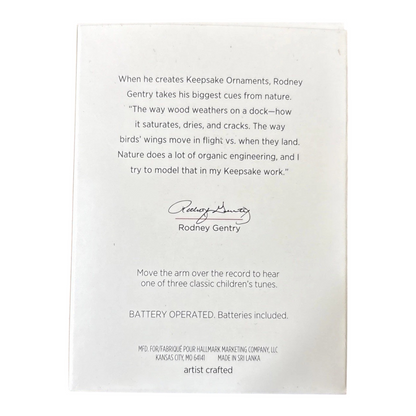 When he creates Keepsake Ornaments, Rodney
Gentry takes his biggest cues from nature.
“The way wood weathers on a dock—how
it saturates, dries, and cracks. The way
birds’ wings move in flight vs. when they land.
Nature does a lot of organic engineering, and I
try to model that in my Keepsake work.”
Rodney Gentry
Rodney Gentry
Move the arm over the record to hear
one of three classic children’s tunes.
BATTERY OPERATED. Batteries included.
MFD. FOR/FABRIQUÉ POUR HALLMARK MARKETING COMPANY, LLC
KANSAS CITY, MO 64141 MADE IN SRI LANKA
artist crafted